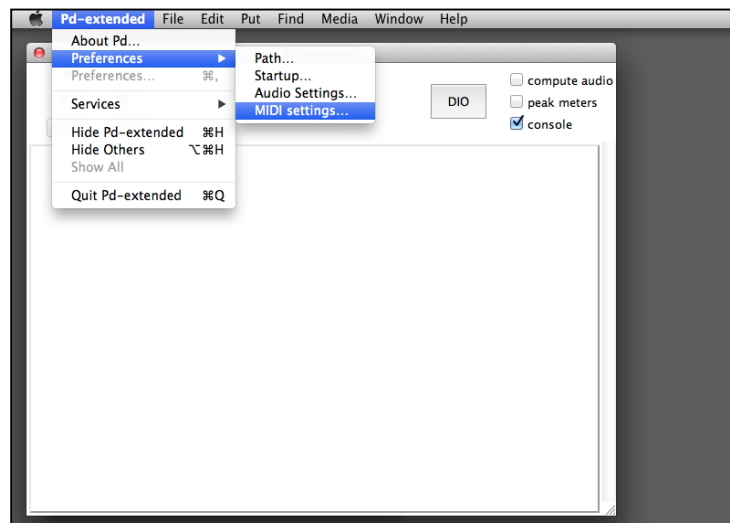 Pd-extended File Edit Put Find Media Window Help
About Pd...
Preferences
Preferences... ⌘,
Services
Hide Pd-extended ⌘H
Hide Others ⌥⌘H
Show All
Quit Pd-extended ⌘Q
Path...
Startup...
Audio Settings...
MIDI settings...
DIO
compute audio
peak meters
console